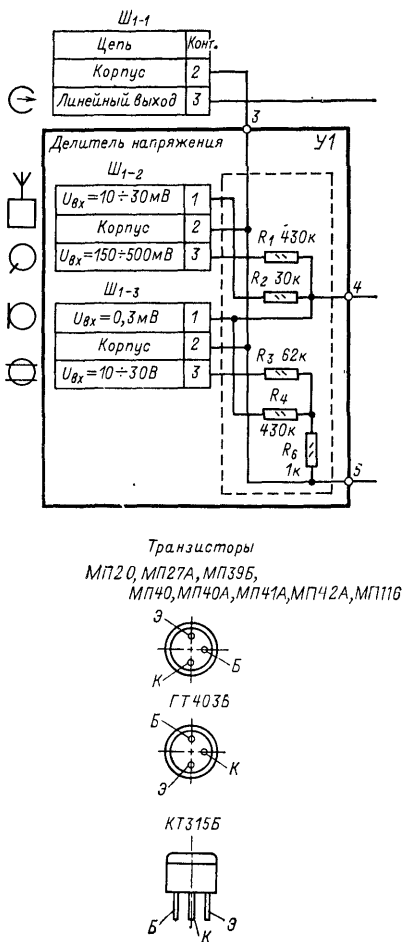 Ш1-1
Цепь Конт.
Корпус 2
Линейный выход 3
3
Делитель напряжения У1
Ш1-2
Uвх=10÷30мВ 1
Корпус 2
Uвх=150÷500мВ 3
R1 430к
R2 30к
4
Ш1-3
Uвх=0,3мВ 1
Корпус 2
Uвх=10÷30В 3
R3 62к
R4
430к
R6
1к
5
Транзисторы
МП20, МП27А, МП39Б,
МП40, МП40А, МП41А, МП42А, МП116
Э
Б
К
ГТ403Б
Б
К
Э
КТ315Б
Б
К
Э